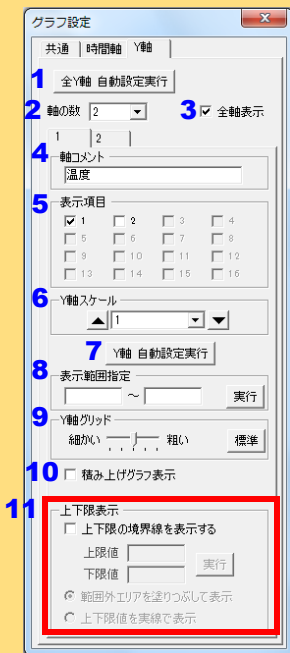 グラフ設定
共通 時間軸 Y軸
1 全Y軸 自動設定実行
2 軸の数 2 3 全軸表示
1 2
4 軸コメント
温度
5 表示項目
1 2 3 4
5 6 7 8
9 10 11 12
13 14 15 16
6 Y軸スケール
1
7 Y軸 自動設定実行
8 表示範囲指定
～ 実行
9 Y軸グリッド
細かい 粗い 標準
10 積み上げグラフ表示
11 上下限表示
上下限の境界線を表示する
上限値
下限値 実行
範囲外エリアを塗りつぶして表示
上下限値を実線で表示